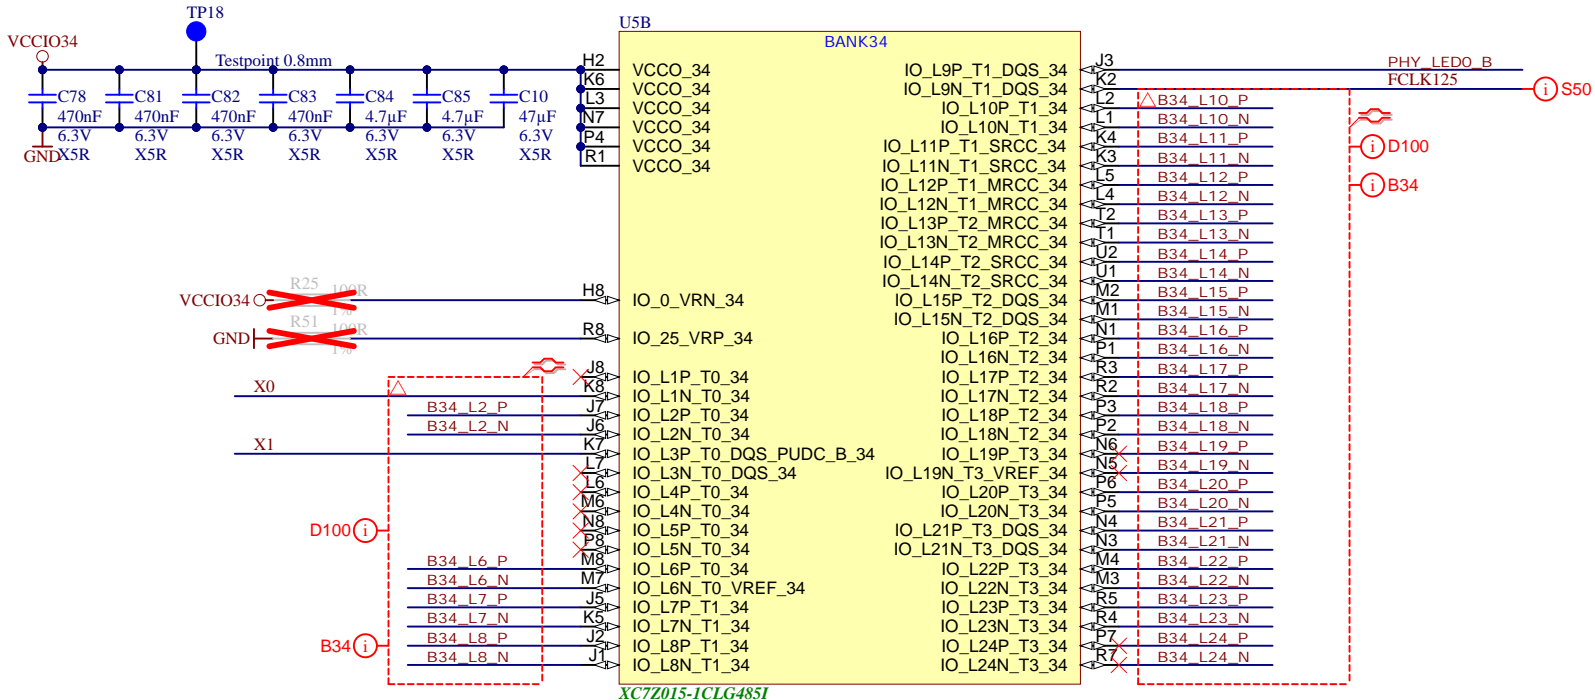 TP18
VCCIO34
Testpoint 0.8mm
C78
470nF
6.3V
X5R
C81
470nF
6.3V
X5R
C82
470nF
6.3V
X5R
C83
470nF
6.3V
X5R
C84
4.7µF
6.3V
X5R
C85
4.7µF
6.3V
X5R
C10
47µF
6.3V
X5R
GND
U5B
BANK34
H2 VCCO_34
K6 VCCO_34
L3 VCCO_34
N7 VCCO_34
P4 VCCO_34
R1 VCCO_34
VCCIO34 R25 100R 1% H8 IO_0_VRN_34
GND R51 100R 1% R8 IO_25_VRP_34
J8 IO_L1P_T0_34
X0 K8 IO_L1N_T0_34
B34_L2_P J7 IO_L2P_T0_34
B34_L2_N J6 IO_L2N_T0_34
X1 K7 IO_L3P_T0_DQS_PUDC_B_34
L7 IO_L3N_T0_DQS_34
L6 IO_L4P_T0_34
M6 IO_L4N_T0_34
D100 i N8 IO_L5P_T0_34
P8 IO_L5N_T0_34
B34_L6_P M8 IO_L6P_T0_34
B34_L6_N M7 IO_L6N_T0_VREF_34
B34_L7_P J5 IO_L7P_T1_34
B34_L7_N K5 IO_L7N_T1_34
B34 i B34_L8_P J2 IO_L8P_T1_34
B34_L8_N J1 IO_L8N_T1_34
IO_L9P_T1_DQS_34 J3 PHY_LED0_B
IO_L9N_T1_DQS_34 K2 FCLK125 i S50
IO_L10P_T1_34 L2 B34_L10_P
IO_L10N_T1_34 L1 B34_L10_N
IO_L11P_T1_SRCC_34 K4 B34_L11_P i D100
IO_L11N_T1_SRCC_34 K3 B34_L11_N
IO_L12P_T1_MRCC_34 L5 B34_L12_P i B34
IO_L12N_T1_MRCC_34 L4 B34_L12_N
IO_L13P_T2_MRCC_34 T2 B34_L13_P
IO_L13N_T2_MRCC_34 T1 B34_L13_N
IO_L14P_T2_SRCC_34 U2 B34_L14_P
IO_L14N_T2_SRCC_34 U1 B34_L14_N
IO_L15P_T2_DQS_34 M2 B34_L15_P
IO_L15N_T2_DQS_34 M1 B34_L15_N
IO_L16P_T2_34 N1 B34_L16_P
IO_L16N_T2_34 P1 B34_L16_N
IO_L17P_T2_34 R3 B34_L17_P
IO_L17N_T2_34 R2 B34_L17_N
IO_L18P_T2_34 P3 B34_L18_P
IO_L18N_T2_34 P2 B34_L18_N
IO_L19P_T3_34 N6 B34_L19_P
IO_L19N_T3_VREF_34 N5 B34_L19_N
IO_L20P_T3_34 P6 B34_L20_P
IO_L20N_T3_34 P5 B34_L20_N
IO_L21P_T3_DQS_34 N4 B34_L21_P
IO_L21N_T3_DQS_34 N3 B34_L21_N
IO_L22P_T3_34 M4 B34_L22_P
IO_L22N_T3_34 M3 B34_L22_N
IO_L23P_T3_34 R5 B34_L23_P
IO_L23N_T3_34 R4 B34_L23_N
IO_L24P_T3_34 P7 B34_L24_P
IO_L24N_T3_34 R7 B34_L24_N
XC7Z015-1CLG485I